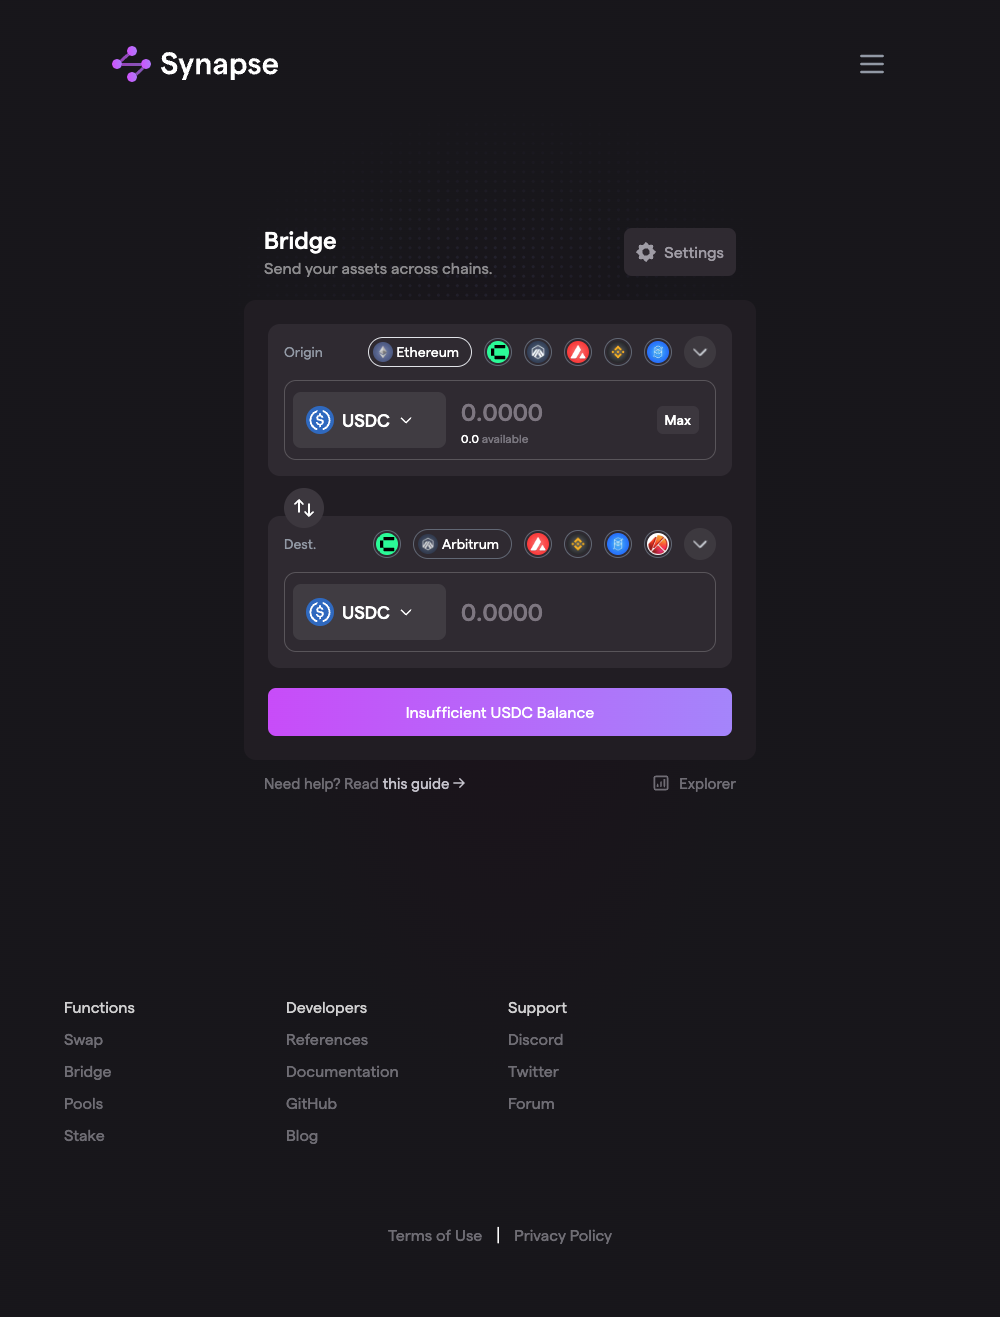 Synapse
Bridge
Send your assets across chains.
Settings
Origin
Ethereum
USDC
0.0000
0.0 available
Max
Dest.
Arbitrum
USDC
0.0000
Insufficient USDC Balance
Need help? Read this guide →
Explorer
Functions
Swap
Bridge
Pools
Stake
Developers
References
Documentation
GitHub
Blog
Support
Discord
Twitter
Forum
Terms of Use | Privacy Policy